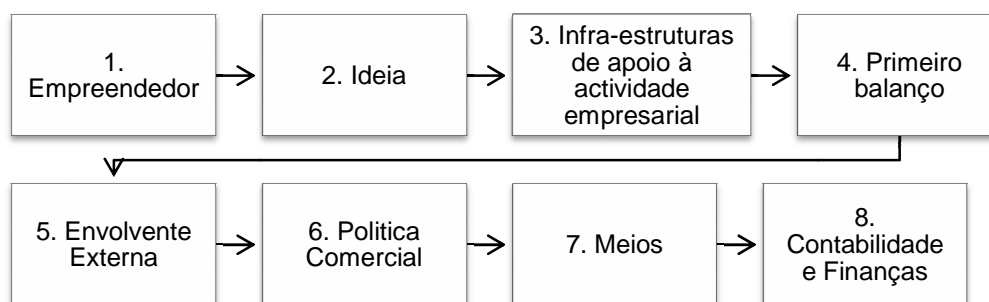 1.
Empreendedor
2. Ideia
3. Infra-estruturas
de apoio à
actividade
empresarial
4. Primeiro
balanço
5. Envolvente
Externa
6. Politica
Comercial
7. Meios
8.
Contabilidade
e Finanças